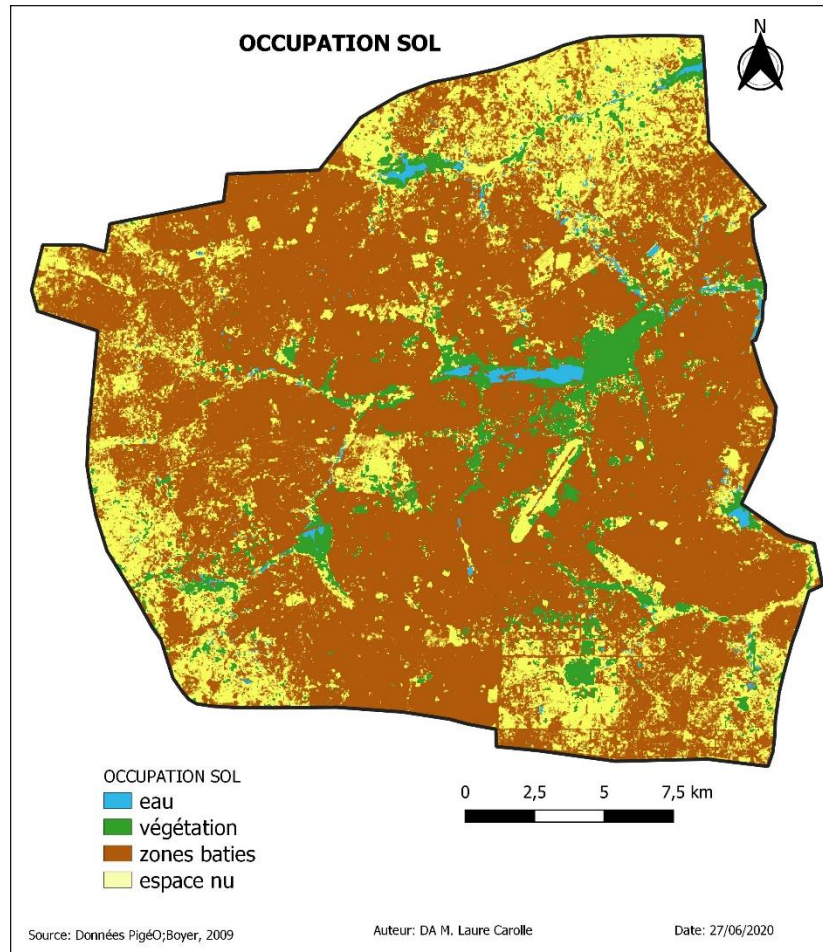 OCCUPATION SOL
N
OCCUPATION SOL
eau
végétation
zones baties
espace nu
0 2,5 5 7,5 km
Source: Données PigéO;Boyer, 2009 Auteur: DA M. Laure Carolle Date: 27/06/2020